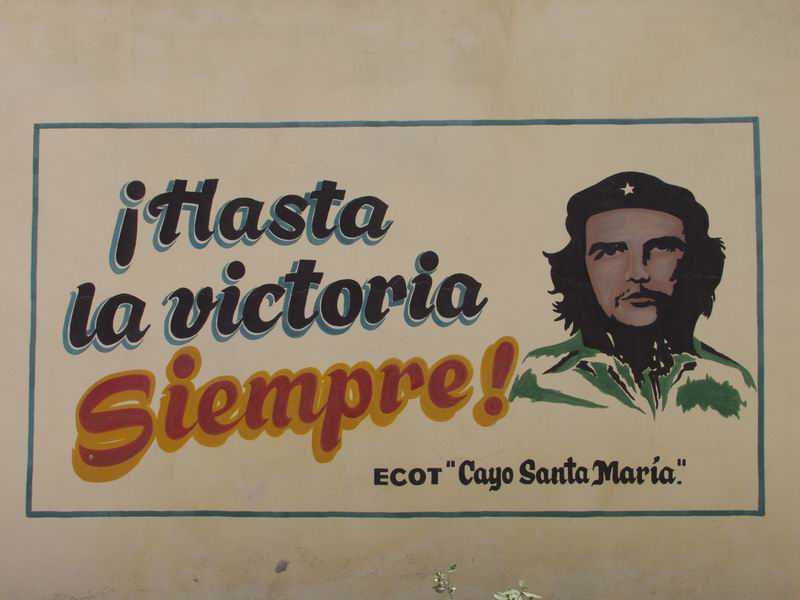 ¡Hasta
la victoria
Siempre!
ECOT "Cayo Santa María."